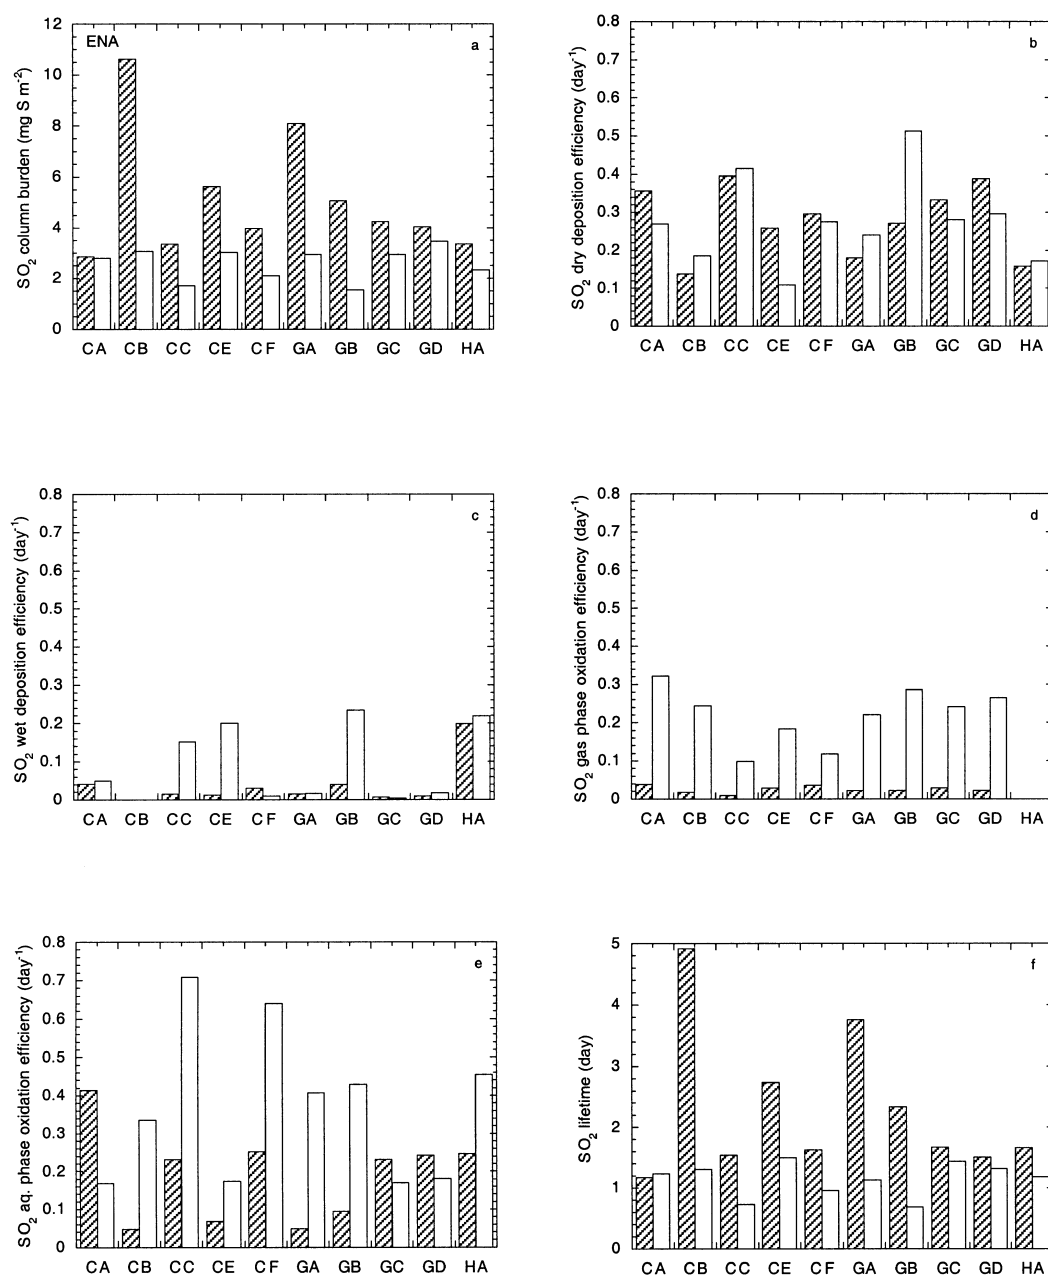 ENA
a
SO2 column burden (mg S m-2)
12
10
8
6
4
2
0
CA CB CC CE CF GA GB GC GD HA
b
SO2 dry deposition efficiency (day-1)
0.8
0.7
0.6
0.5
0.4
0.3
0.2
0.1
0
CA CB CC CE CF GA GB GC GD HA
c
SO2 wet deposition efficiency (day-1)
0.8
0.7
0.6
0.5
0.4
0.3
0.2
0.1
0
CA CB CC CE CF GA GB GC GD HA
d
SO2 gas phase oxidation efficiency (day-1)
0.8
0.7
0.6
0.5
0.4
0.3
0.2
0.1
0
CA CB CC CE CF GA GB GC GD HA
e
SO2 aq. phase oxidation efficiency (day-1)
0.8
0.7
0.6
0.5
0.4
0.3
0.2
0.1
0
CA CB CC CE CF GA GB GC GD HA
f
SO2 lifetime (day)
5
4
3
2
1
0
CA CB CC CE CF GA GB GC GD HA